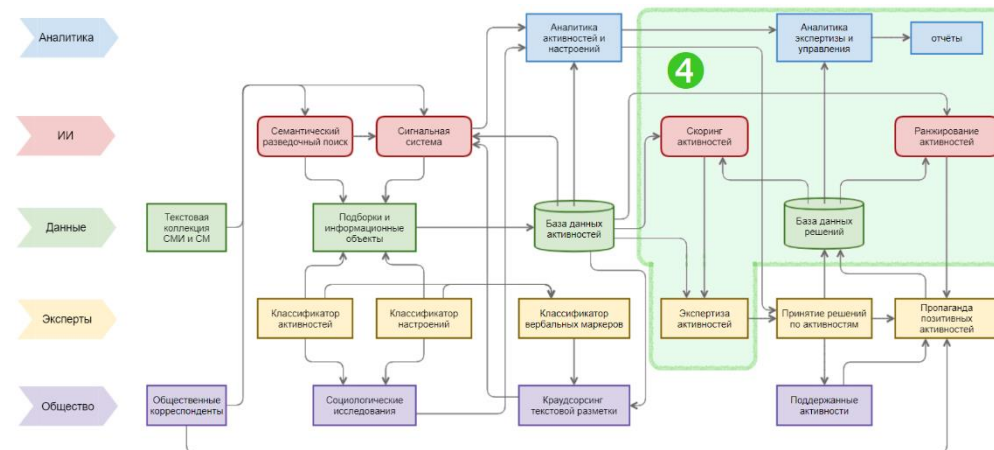 Аналитика
Аналитика
активностей и
настроений
Аналитика
экспертизы и
управления
отчёты
4
ИИ
Семантический
разведочный поиск
Сигнальная
система
Скоринг
активностей
Ранжирование
активностей
Данные
Текстовая
коллекция
СМИ и СМ
Подборки и
информационные
объекты
База данных
активностей
База данных
решений
Эксперты
Классификатор
активностей
Классификатор
настроений
Классификатор
вербальных маркеров
Экспертиза
активностей
Принятие решений
по активностям
Пропаганда
позитивных
активностей
Общество
Общественные
корреспонденты
Социологические
исследования
Краудсорсинг
текстовой разметки
Поддержанные
активности